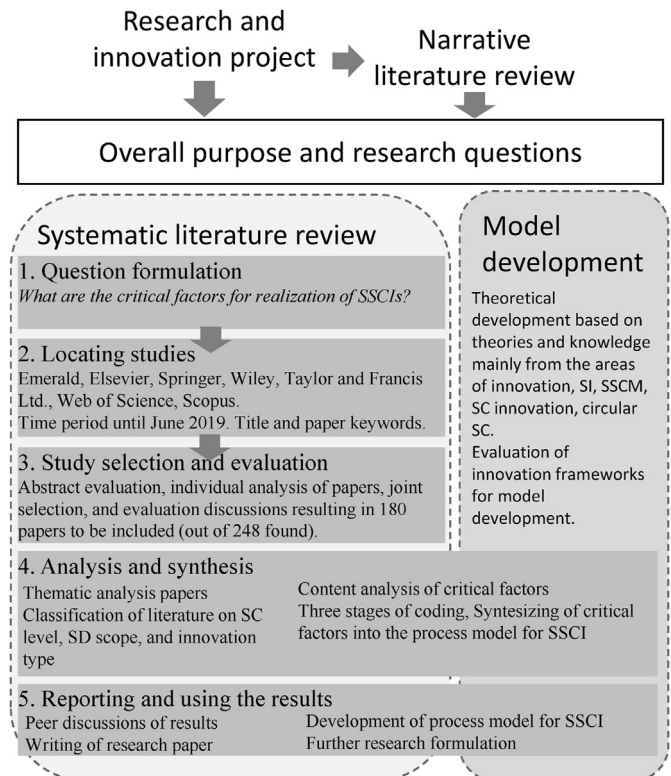 Research and
innovation project
Narrative
literature review
Overall purpose and research questions
Systematic literature review
1. Question formulation
What are the critical factors for realization of SSCIs?
2. Locating studies
Emerald, Elsevier, Springer, Wiley, Taylor and Francis
Ltd., Web of Science, Scopus.
Time period until June 2019. Title and paper keywords.
3. Study selection and evaluation
Abstract evaluation, individual analysis of papers, joint
selection, and evaluation discussions resulting in 180
papers to be included (out of 248 found).
Model
development
Theoretical
development based on
theories and knowledge
mainly from the areas
of innovation, SI, SSCM,
SC innovation, circular
SC.
Evaluation of
innovation frameworks
for model
development.
4. Analysis and synthesis
Thematic analysis papers
Classification of literature on SC
level, SD scope, and innovation
type
Content analysis of critical factors
Three stages of coding, Syntesizing of critical
factors into the process model for SSCI
5. Reporting and using the results
Peer discussions of results
Writing of research paper
Development of process model for SSCI
Further research formulation